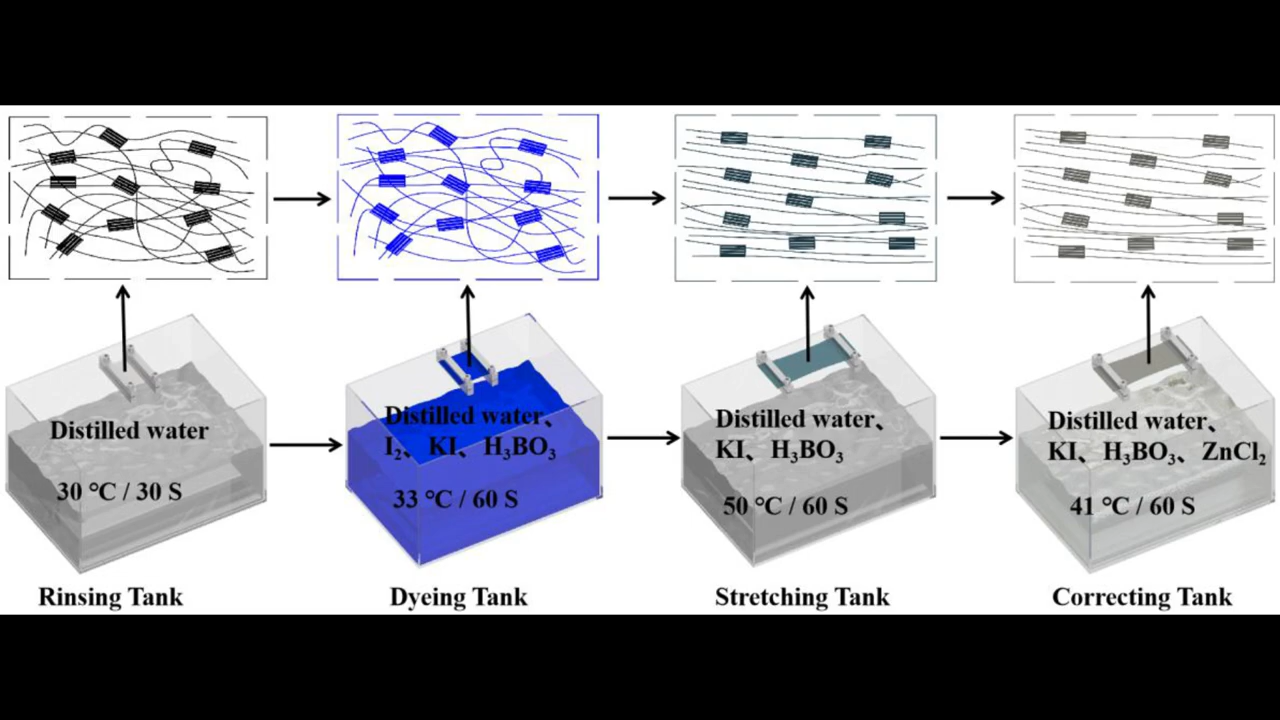 Distilled water
30 ℃ / 30 S
Rinsing Tank
Distilled water、
I₂、KI、H₃BO₃
33 ℃ / 60 S
Dyeing Tank
Distilled water、
KI、H₃BO₃
50 ℃ / 60 S
Stretching Tank
Distilled water、
KI、H₃BO₃、ZnCl₂
41 ℃ / 60 S
Correcting Tank